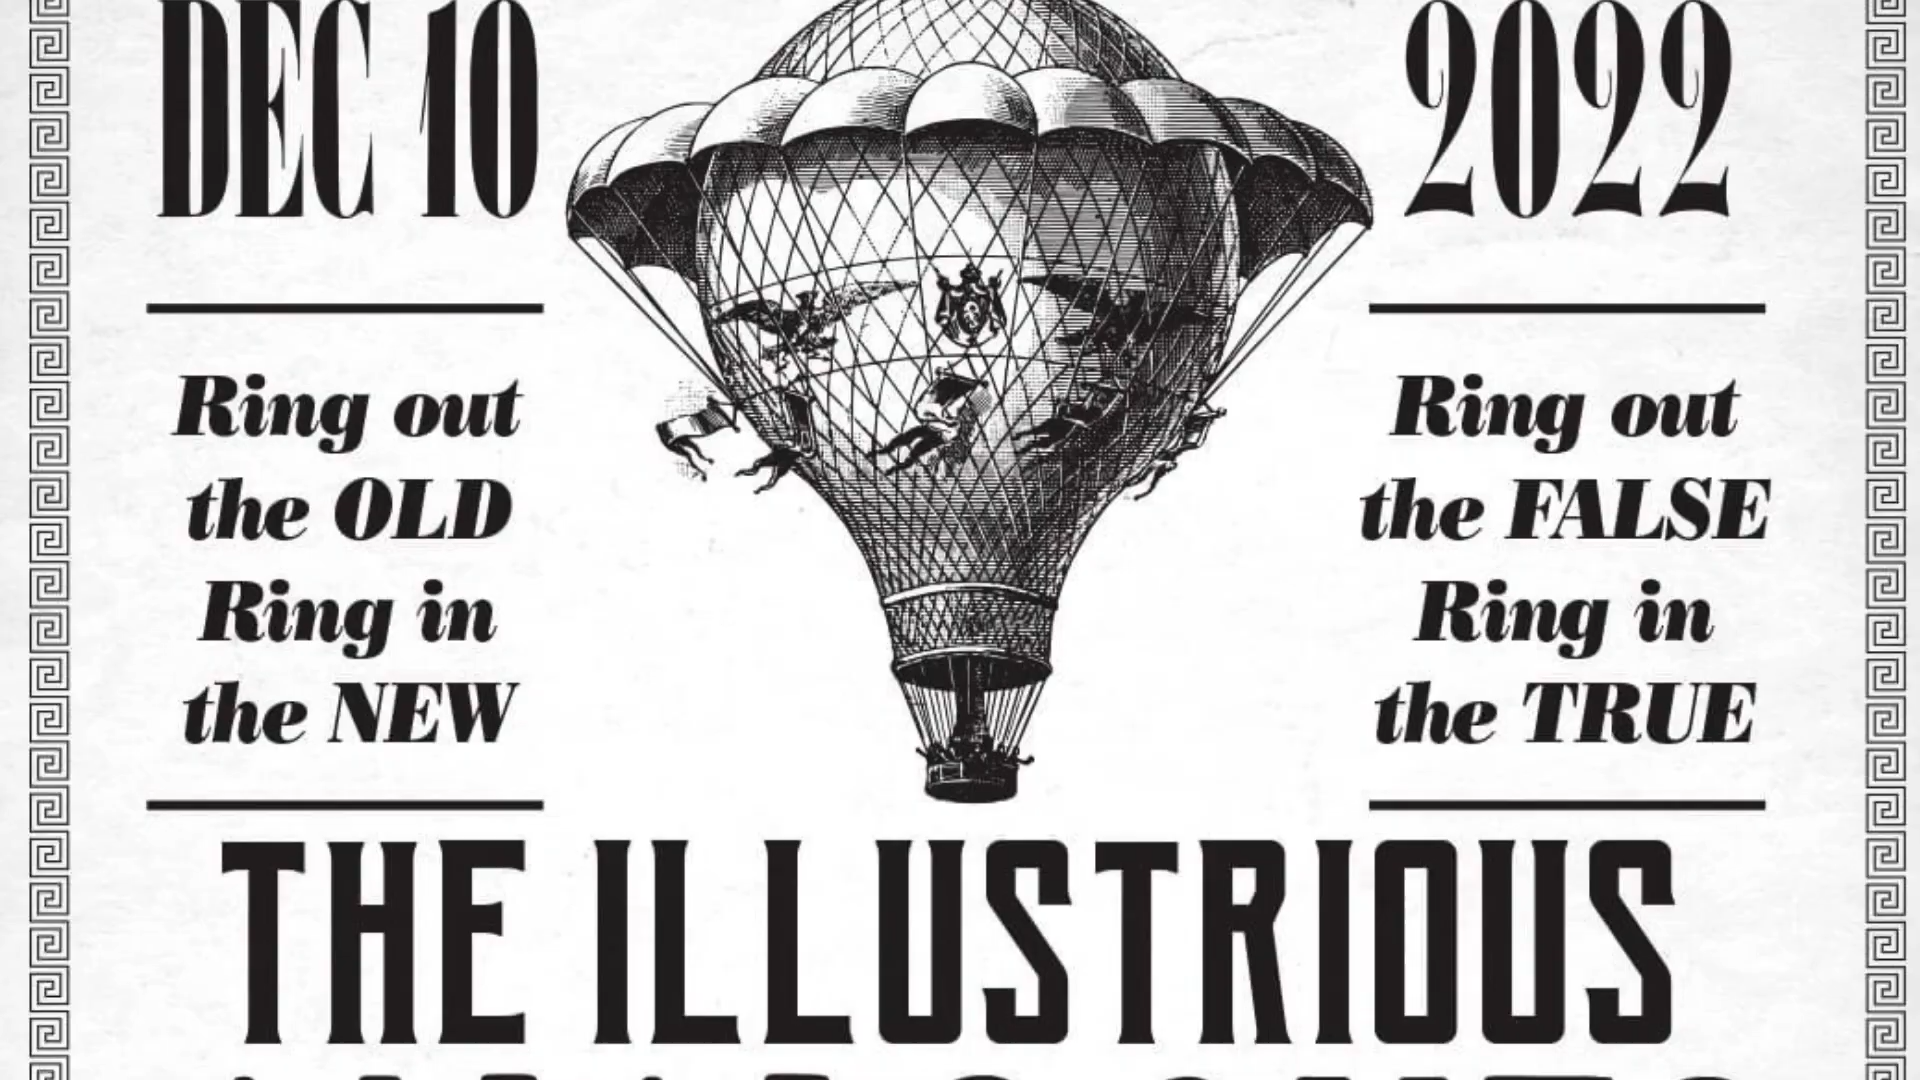 DEC 10
2022
Ring out
the OLD
Ring in
the NEW
Ring out
the FALSE
Ring in
the TRUE
THE ILLUSTRIOUS